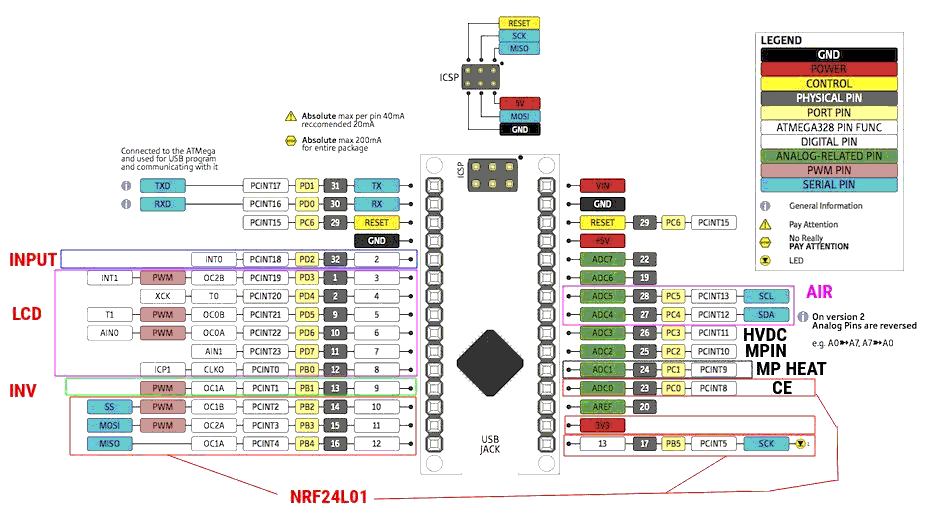 RESET
SCK
MISO
ICSP
5V
MOSI
GND
LEGEND
GND
POWER
CONTROL
PHYSICAL PIN
PORT PIN
ATMEGA328 PIN FUNC
DIGITAL PIN
ANALOG-RELATED PIN
PWM PIN
SERIAL PIN
General Information
Pay Attention
No Really
PAY ATTENTION
LED
Absolute max per pin 40mA
reccomended 20mA
Absolute max 200mA
for entire package
Connected to the ATMega
and used for USB program
and communicating with it
TXD PCINT17 PD1 31 TX
RXD PCINT16 PD0 30 RX
PCINT15 PC6 29 RESET
GND
INPUT INT0 PCINT18 PD2 32 2
INT1 PWM OC2B PCINT19 PD3 1 3
XCK T0 PCINT20 PD4 2 4
LCD T1 PWM OC0B PCINT21 PD5 9 5
AIN0 PWM OC0A PCINT22 PD6 10 6
AIN1 PCINT23 PD7 11 7
ICP1 CLKO PCINT0 PB0 12 8
INV PWM OC1A PCINT1 PB1 13 9
SS PWM OC1B PCINT2 PB2 14 10
MOSI PWM OC2A PCINT3 PB3 15 11
MISO OC1A PCINT4 PB4 16 12
ICSP
USB
JACK
VIN
GND
RESET 29 PC6 PCINT15
+5V
ADC7 22
ADC6 19
ADC5 28 PC5 PCINT13 SCL AIR
ADC4 27 PC4 PCINT12 SDA
On version 2
Analog Pins are reversed
e.g. A0➳A7, A7➳A0
ADC3 26 PC3 PCINT11 HVDC
ADC2 25 PC2 PCINT10 MPIN
ADC1 24 PC1 PCINT9 MP HEAT
ADC0 23 PC0 PCINT8 CE
AREF 20
3V3
13 17 PB5 PCINT5 SCK
NRF24L01